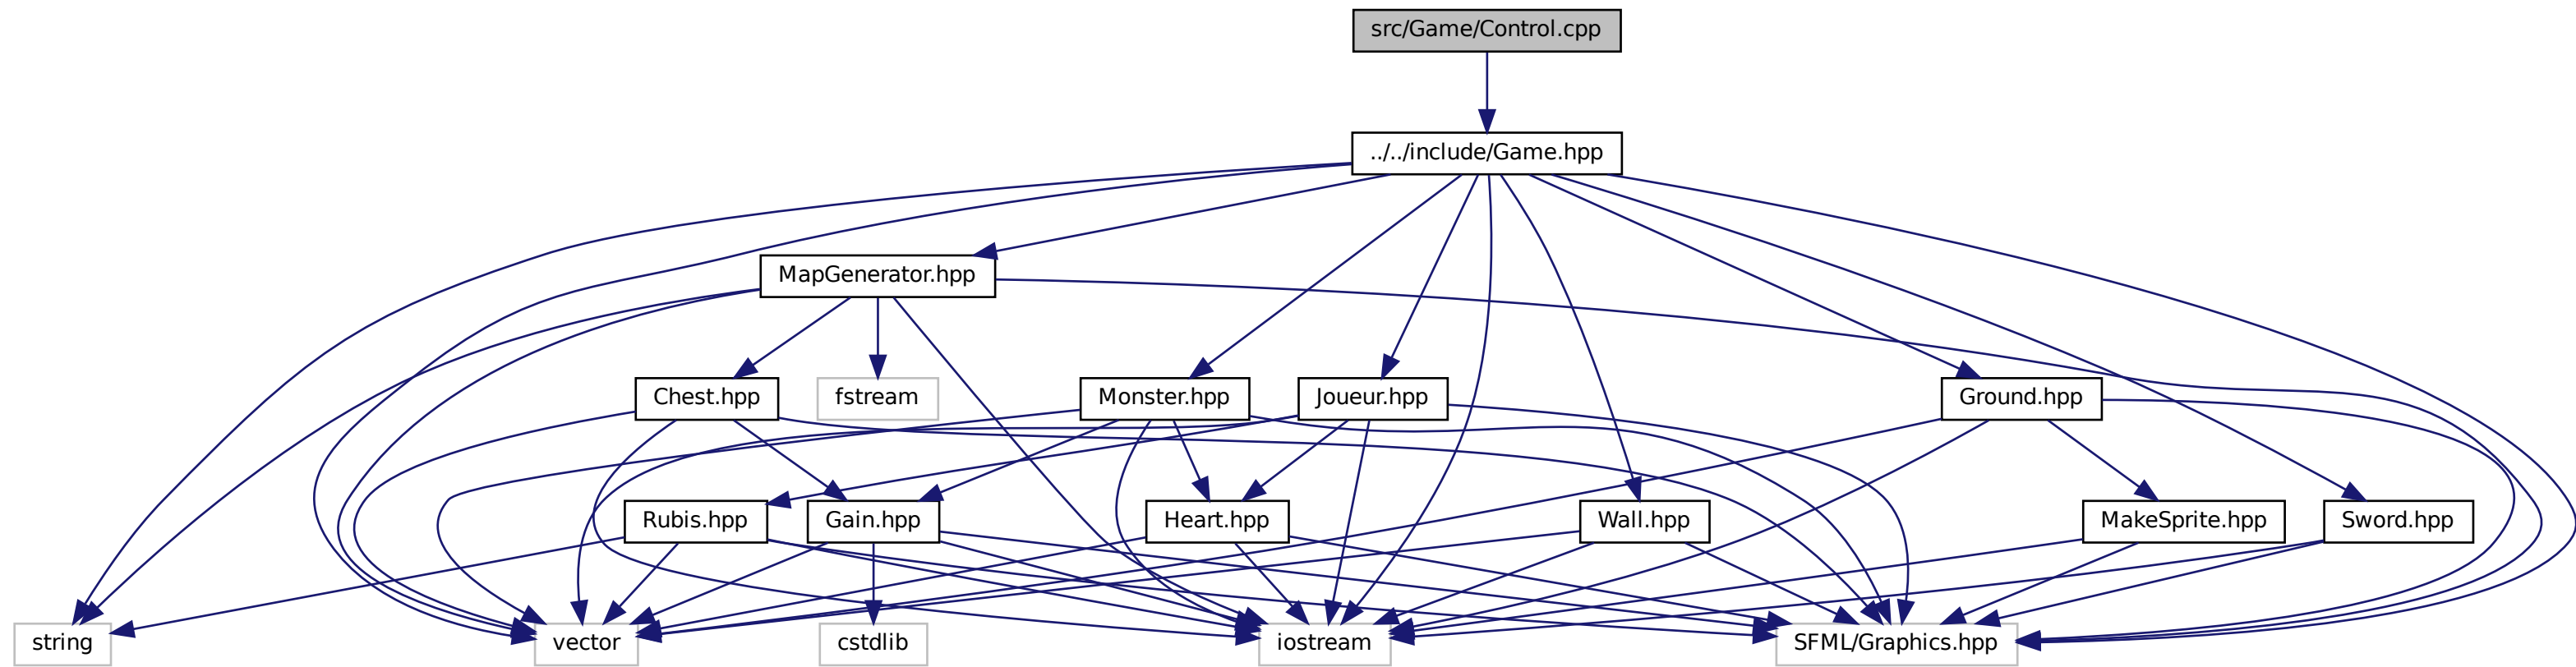 src/Game/Control.cpp
../../include/Game.hpp
MapGenerator.hpp
Chest.hpp
fstream
Monster.hpp
Joueur.hpp
Ground.hpp
Rubis.hpp
Gain.hpp
Heart.hpp
Wall.hpp
MakeSprite.hpp
Sword.hpp
string
vector
cstdlib
iostream
SFML/Graphics.hpp